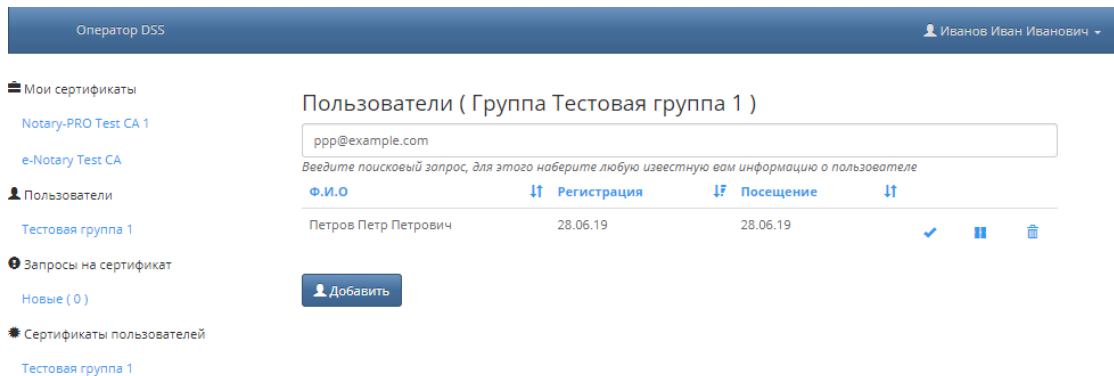 Оператор DSS
Иванов Иван Иванович
Мои сертификаты
Notary-PRO Test CA 1
e-Notary Test CA
Пользователи
Тестовая группа 1
Запросы на сертификат
Новые ( 0 )
Сертификаты пользователей
Тестовая группа 1
Пользователи ( Группа Тестовая группа 1 )
ppp@example.com
Введите поисковый запрос, для этого наберите любую известную вам информацию о пользователе
Ф.И.О Регистрация Посещение
Петров Петр Петрович 28.06.19 28.06.19
Добавить